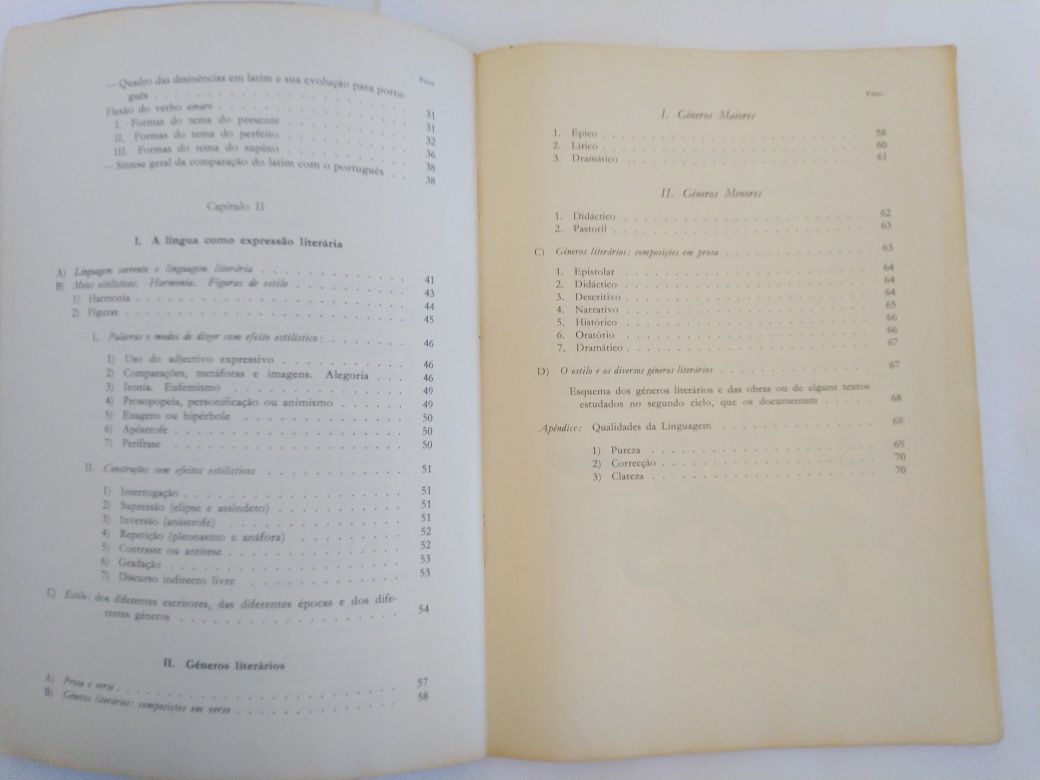 PÁGS.
— Quadro das desinências em latim e sua evolução para portu-
guês . . . . . . . . . . . . . . . . . . . 31
Flexão do verbo amare . . . . . . . . . . . . . . 31
I. Formas do tema do presente . . . . . . . . . . 32
II. Formas do tema do perfeito . . . . . . . . . . 36
III. Formas do tema do supino . . . . . . . . . . 38
— Síntese geral da comparação do latim com o português . . 38
Capítulo II
I. A língua como expressão literária
A) Linguagem corrente e linguagem literária . . . . . . . . 41
B) Meios estilísticos. Harmonia. Figuras de estilo . . . . . . 43
1) Harmonia . . . . . . . . . . . . . . . . . 44
2) Figuras . . . . . . . . . . . . . . . . . . 45
I. Palavras e modos de dizer com efeito estilístico: . . . . . 46
1) Uso do adjectivo expressivo . . . . . . . . 46
2) Comparações, metáforas e imagens. Alegoria . . . 46
3) Ironia. Eufemismo . . . . . . . . . . . . 49
4) Prosopopeia, personificação ou animismo . . . . . 49
5) Exagero ou hipérbole . . . . . . . . . . . 50
6) Apóstrofe . . . . . . . . . . . . . . . 50
7) Perífrase . . . . . . . . . . . . . . . 50
II. Construções com efeitos estilísticos . . . . . . . . . 51
1) Interrogação . . . . . . . . . . . . . . 51
2) Supressão (elipse e assíndeto) . . . . . . . . 51
3) Inversão (anástrofe) . . . . . . . . . . . 51
4) Repetição (pleonasmo e anáfora) . . . . . . . 52
5) Contraste ou antítese . . . . . . . . . . . 52
6) Gradação . . . . . . . . . . . . . . . 53
7) Discurso indirecto livre . . . . . . . . . . 53
C) Estilo: dos diferentes escritores, das diferentes épocas e dos dife-
rentes géneros . . . . . . . . . . . . . . . 54
II. Géneros literários
A) Prosa e verso . . . . . . . . . . . . . . . . . 57
B) Géneros literários: composições em verso . . . . . . . . . 58
PÁGS.
I. Géneros Maiores
1. Épico . . . . . . . . . . . . . . . . . . . 58
2. Lírico . . . . . . . . . . . . . . . . . . . 60
3. Dramático . . . . . . . . . . . . . . . . . . 61
II. Géneros Menores
1. Didáctico . . . . . . . . . . . . . . . . . . 62
2. Pastoril . . . . . . . . . . . . . . . . . . 63
C) Géneros literários: composições em prosa . . . . . . . . . . 63
1. Epistolar . . . . . . . . . . . . . . . . . . 64
2. Didáctico . . . . . . . . . . . . . . . . . . 64
3. Descritivo . . . . . . . . . . . . . . . . . 64
4. Narrativo . . . . . . . . . . . . . . . . . . 65
5. Histórico . . . . . . . . . . . . . . . . . . 66
6. Oratório . . . . . . . . . . . . . . . . . . 66
7. Dramático . . . . . . . . . . . . . . . . . . 67
D) O estilo e os diversos géneros literários . . . . . . . . . . . 67
Esquema dos géneros literários e das obras ou de alguns textos
estudados no segundo ciclo, que os documentam . . . . . 68
Apêndice: Qualidades da Linguagem . . . . . . . . . . . . 69
1) Pureza . . . . . . . . . . . . . . . . . 69
2) Correcção . . . . . . . . . . . . . . . . 70
3) Clareza . . . . . . . . . . . . . . . . . 70